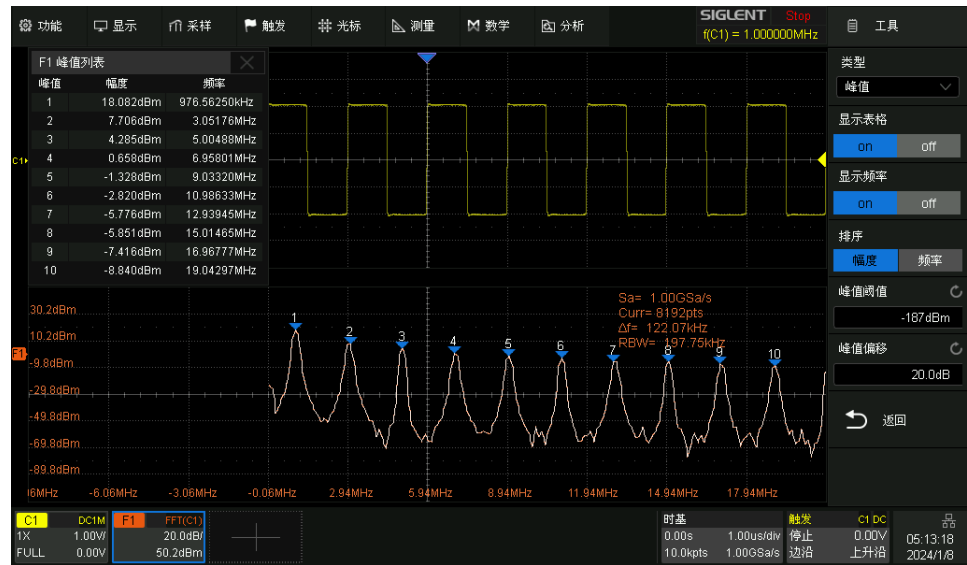 功能 显示 采样 触发 光标 测量 数学 分析
SIGLENT Stop
f(C1) = 1.000000MHz
工具
F1 峰值列表
峰值 幅度 频率
1 18.082dBm 976.56250kHz
2 7.706dBm 3.05176MHz
3 4.285dBm 5.00488MHz
4 0.658dBm 6.95801MHz
5 -1.328dBm 9.03320MHz
6 -2.820dBm 10.98633MHz
7 -5.776dBm 12.93945MHz
8 -5.851dBm 15.01465MHz
9 -7.416dBm 16.96777MHz
10 -8.840dBm 19.04297MHz
C1
类型
峰值
显示表格
on off
显示频率
on off
排序
幅度 频率
峰值阈值
-187dBm
峰值偏移
20.0dB
返回
Sa= 1.00GSa/s
Curr= 8192pts
Δf= 122.07kHz
RBW= 197.75kHz
30.2dBm
10.2dBm
F1
-9.8dBm
-29.8dBm
-49.8dBm
-69.8dBm
-89.8dBm
1 2 3 4 5 6 7 8 9 10
6MHz -6.06MHz -3.06MHz -0.06MHz 2.94MHz 5.94MHz 8.94MHz 11.94MHz 14.94MHz 17.94MHz
C1 DC1M
1X 1.00V/
FULL 0.00V
F1 FFT(C1)
20.0dB/
50.2dBm
时基
0.00s 1.00us/div
10.0kpts 1.00GSa/s
触发 C1 DC
停止 0.00V
边沿 上升沿
05:13:18
2024/1/8